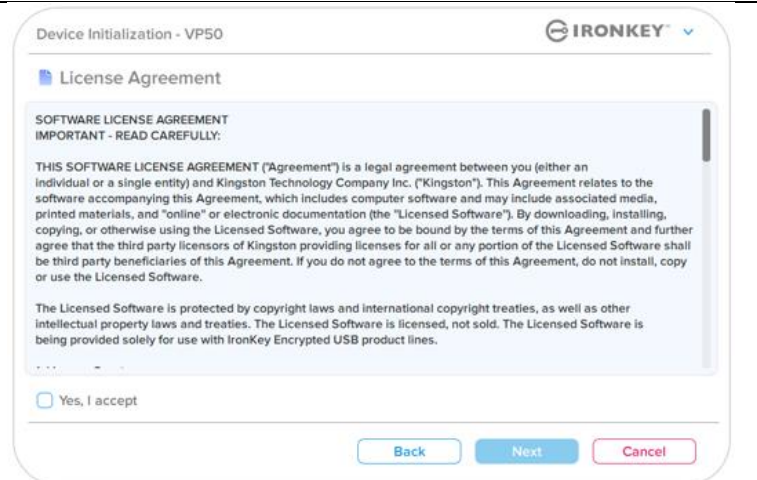 Device Initialization - VP50
IRONKEY™
License Agreement
SOFTWARE LICENSE AGREEMENT
IMPORTANT - READ CAREFULLY:
THIS SOFTWARE LICENSE AGREEMENT ("Agreement") is a legal agreement between you (either an
individual or a single entity) and Kingston Technology Company Inc. ("Kingston"). This Agreement relates to the
software accompanying this Agreement, which includes computer software and may include associated media,
printed materials, and "online" or electronic documentation (the "Licensed Software"). By downloading, installing,
copying, or otherwise using the Licensed Software, you agree to be bound by the terms of this Agreement and further
agree that the third party licensors of Kingston providing licenses for all or any portion of the Licensed Software shall
be third party beneficiaries of this Agreement. If you do not agree to the terms of this Agreement, do not install, copy
or use the Licensed Software.
The Licensed Software is protected by copyright laws and international copyright treaties, as well as other
intellectual property laws and treaties. The Licensed Software is licensed, not sold. The Licensed Software is
being provided solely for use with IronKey Encrypted USB product lines.
Yes, I accept
Back
Next
Cancel